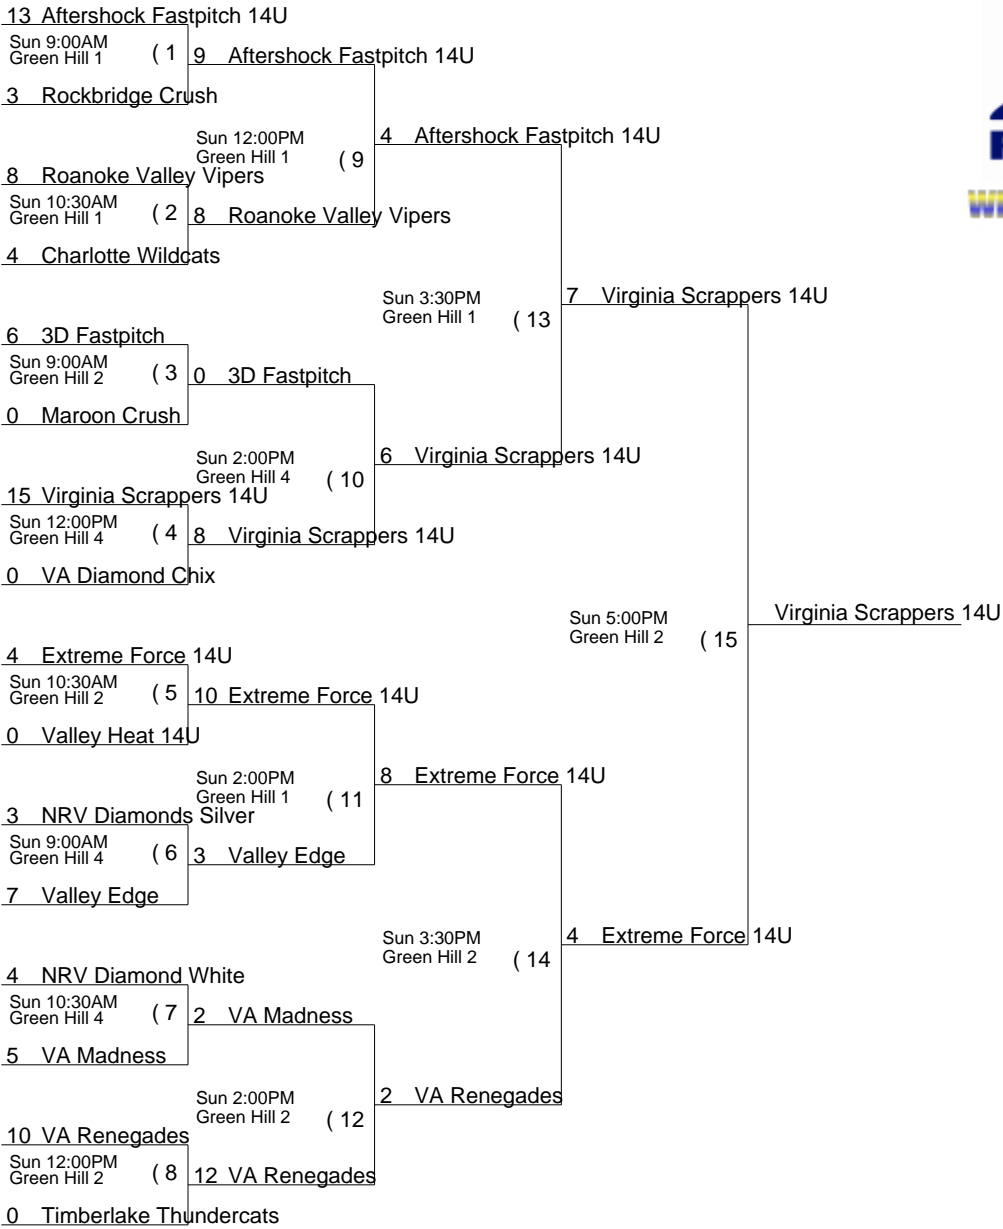 13 Aftershock Fastpitch 14U
Sun 9:00AM
Green Hill 1
( 1
3 Rockbridge Crush
9 Aftershock Fastpitch 14U
Sun 12:00PM
Green Hill 1
( 9
8 Roanoke Valley Vipers
Sun 10:30AM
Green Hill 1
( 2
4 Charlotte Wildcats
8 Roanoke Valley Vipers
4 Aftershock Fastpitch 14U
Sun 3:30PM
Green Hill 1
( 13
6 3D Fastpitch
Sun 9:00AM
Green Hill 2
( 3
0 Maroon Crush
0 3D Fastpitch
Sun 2:00PM
Green Hill 4
( 10
15 Virginia Scrappers 14U
Sun 12:00PM
Green Hill 4
( 4
0 VA Diamond Chix
8 Virginia Scrappers 14U
6 Virginia Scrappers 14U
7 Virginia Scrappers 14U
Sun 5:00PM
Green Hill 2
( 15
Virginia Scrappers 14U
4 Extreme Force 14U
Sun 10:30AM
Green Hill 2
( 5
0 Valley Heat 14U
10 Extreme Force 14U
Sun 2:00PM
Green Hill 1
( 11
3 NRV Diamonds Silver
Sun 9:00AM
Green Hill 4
( 6
7 Valley Edge
3 Valley Edge
8 Extreme Force 14U
Sun 3:30PM
Green Hill 2
( 14
4 Extreme Force 14U
4 NRV Diamond White
Sun 10:30AM
Green Hill 4
( 7
5 VA Madness
2 VA Madness
Sun 2:00PM
Green Hill 2
( 12
2 VA Renegades
10 VA Renegades
Sun 12:00PM
Green Hill 2
( 8
0 Timberlake Thundercats
12 VA Renegades